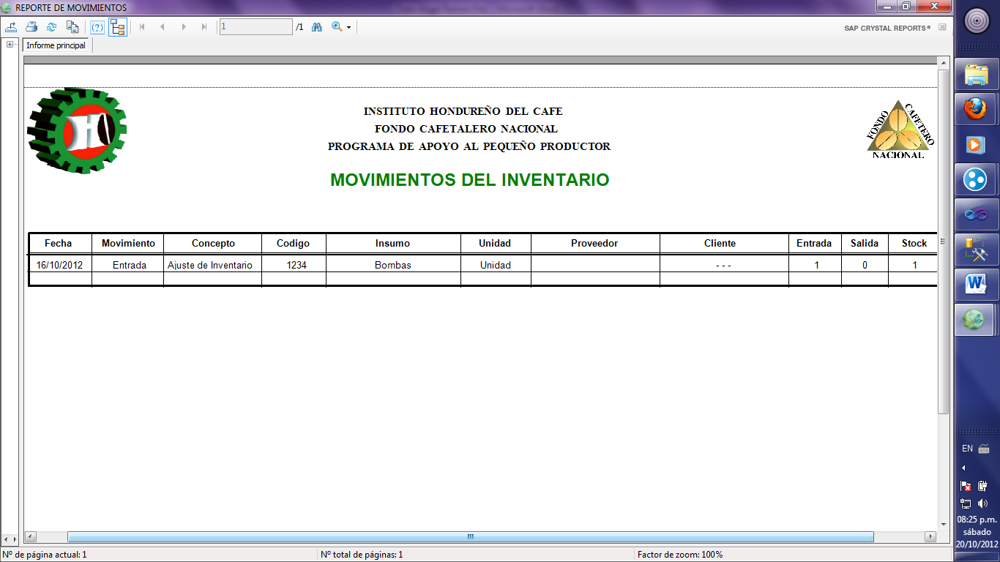 REPORTE DE MOVIMIENTOS
1 /1
SAP CRYSTAL REPORTS®
Informe principal
INSTITUTO HONDUREÑO DEL CAFE
FONDO CAFETALERO NACIONAL
PROGRAMA DE APOYO AL PEQUEÑO PRODUCTOR
MOVIMIENTOS DEL INVENTARIO
FONDO CAFETERO
NACIONAL
Fecha Movimiento Concepto Codigo Insumo Unidad Proveedor Cliente Entrada Salida Stock
16/10/2012 Entrada Ajuste de Inventario 1234 Bombas Unidad - - - 1 0 1
EN
08:25 p.m.
sábado
20/10/2012
Nº de página actual: 1 Nº total de páginas: 1 Factor de zoom: 100%